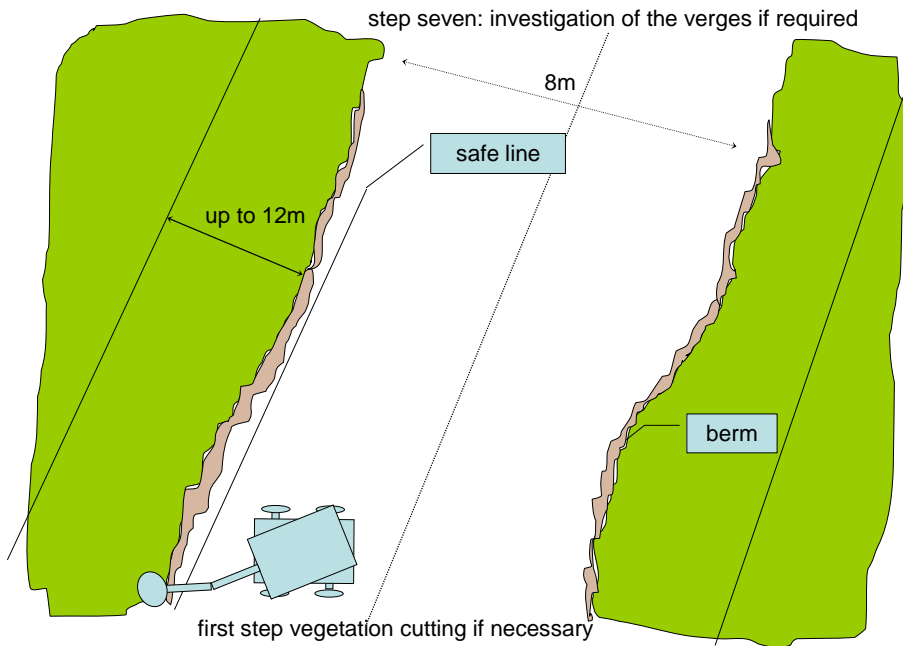 step seven: investigation of the verges if required
8m
safe line
up to 12m
berm
first step vegetation cutting if necessary